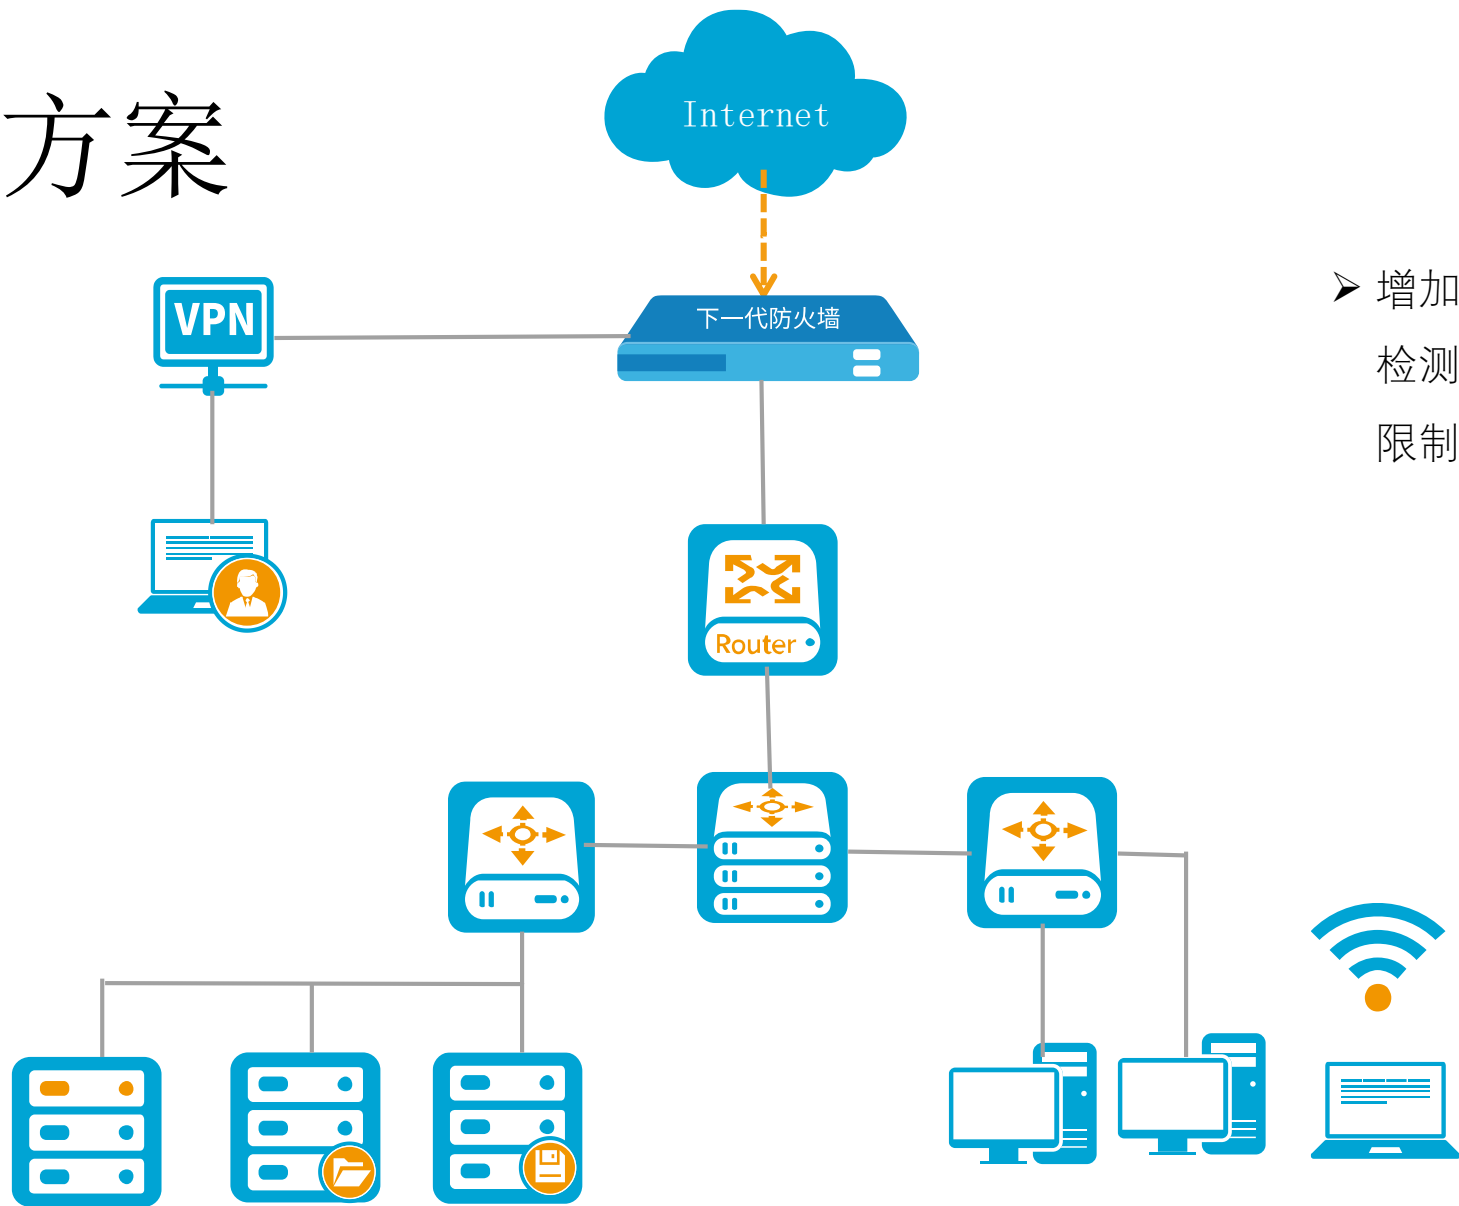 方案
Internet
VPN
下一代防火墙
➢ 增加
检测
限制
Router